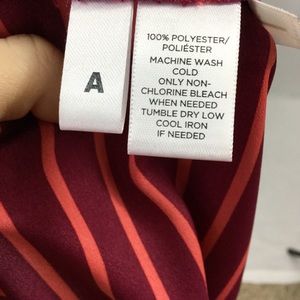 A
100% POLYESTER/
POLIÉSTER
MACHINE WASH
COLD
ONLY NON-
CHLORINE BLEACH
WHEN NEEDED
TUMBLE DRY LOW
COOL IRON
IF NEEDED